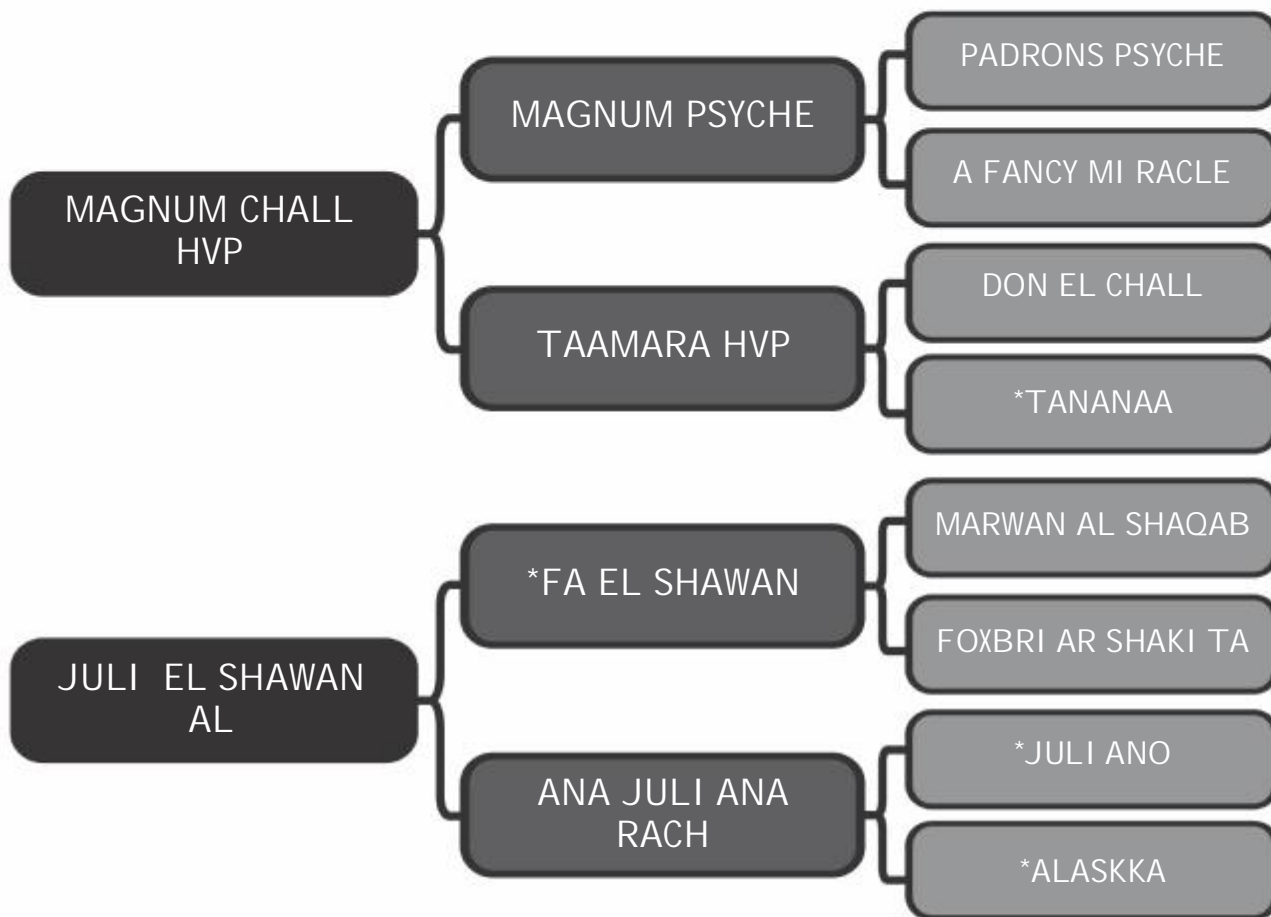 PADRONS PSYCHE
MAGNUM PSYCHE
A FANCY MI RACLE
MAGNUM CHALL
HVP
DON EL CHALL
TAAMARA HVP
*TANANAA
MARWAN AL SHAQAB
*FA EL SHAWAN
FOXBRI AR SHAKI TA
JULI EL SHAWAN
AL
*JULI ANO
ANA JULI ANA
RACH
*ALASKKA